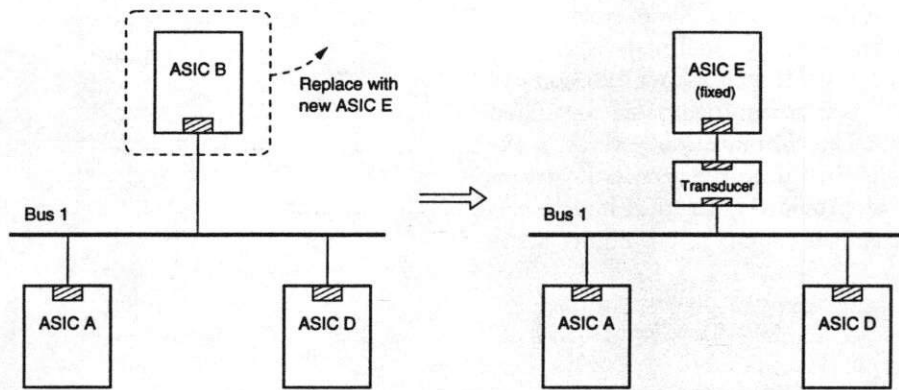 ASIC B
Replace with
new ASIC E
Bus 1
ASIC A
ASIC D
ASIC E
(fixed)
Transducer
Bus 1
ASIC A
ASIC D